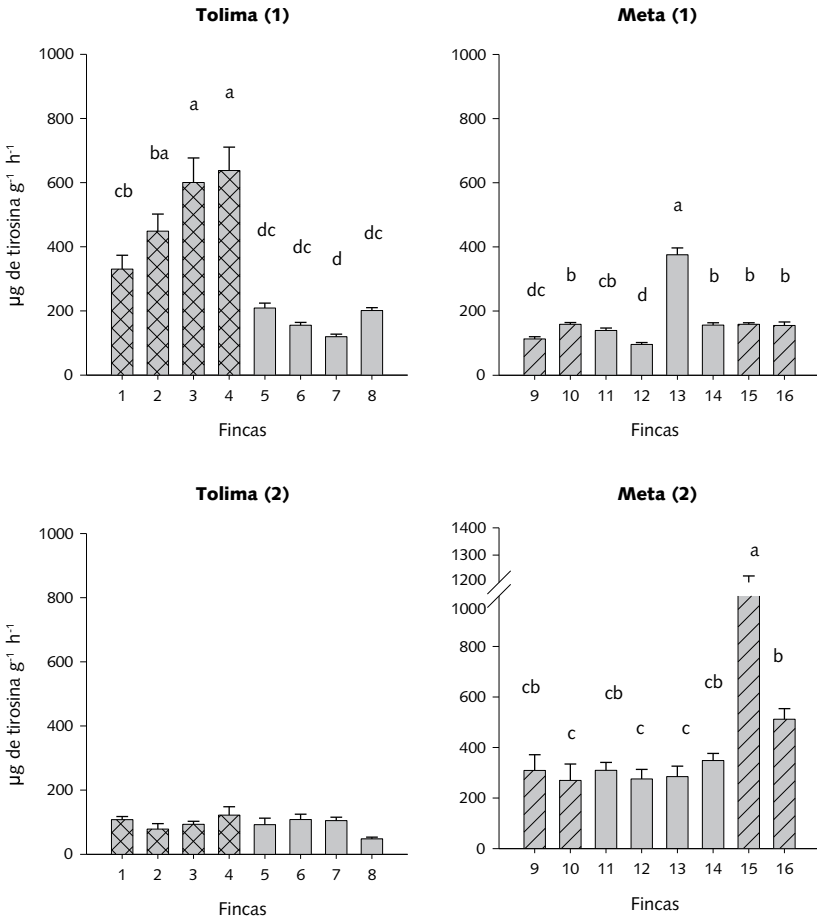 Tolima (1)
µg de tirosina g⁻¹ h⁻¹
1000
800
600
400
200
0
cb
ba
a
a
dc
dc
d
dc
1 2 3 4 5 6 7 8
Fincas
Meta (1)
1000
800
600
400
200
0
dc
b
cb
d
a
b
b
b
9 10 11 12 13 14 15 16
Fincas
Tolima (2)
µg de tirosina g⁻¹ h⁻¹
1000
800
600
400
200
0
1 2 3 4 5 6 7 8
Fincas
Meta (2)
1400
1300
1200
1000
800
600
400
200
0
cb
c
cb
c
c
cb
a
b
9 10 11 12 13 14 15 16
Fincas